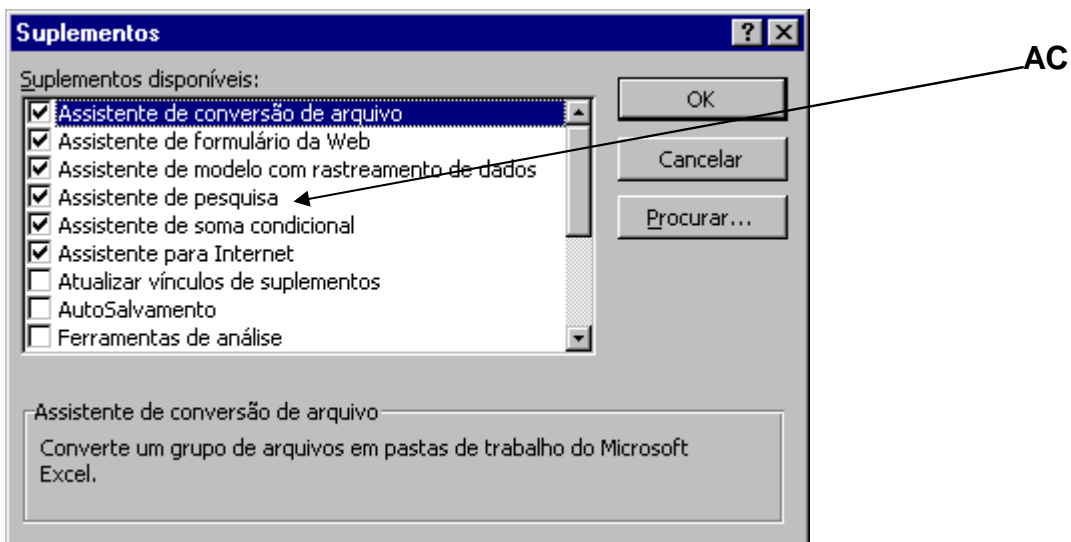 Suplementos
AC
Suplementos disponíveis:
Assistente de conversão de arquivo
Assistente de formulário da Web
Assistente de modelo com rastreamento de dados
Assistente de pesquisa
Assistente de soma condicional
Assistente para Internet
Atualizar vínculos de suplementos
AutoSalvamento
Ferramentas de análise
OK
Cancelar
Procurar...
Assistente de conversão de arquivo
Converte um grupo de arquivos em pastas de trabalho do Microsoft
Excel.